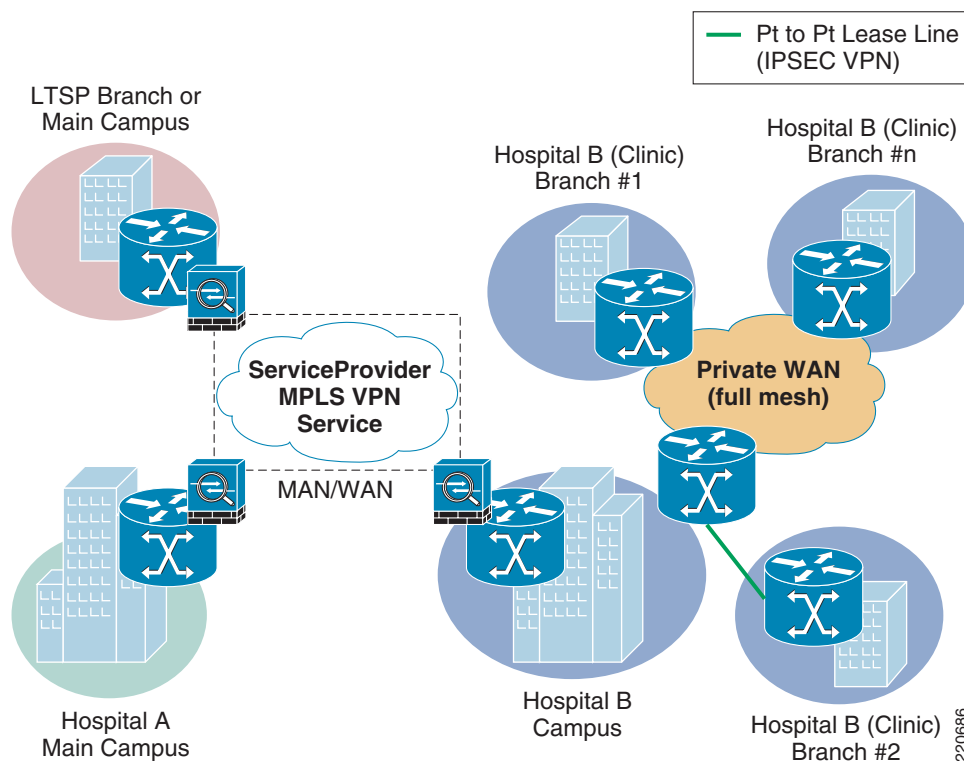 Pt to Pt Lease Line
(IPSEC VPN)
LTSP Branch or
Main Campus
Hospital B (Clinic)
Branch #1
Hospital B (Clinic)
Branch #n
ServiceProvider
MPLS VPN
Service
Private WAN
(full mesh)
MAN/WAN
Hospital A
Main Campus
Hospital B
Campus
Hospital B (Clinic)
Branch #2
220686